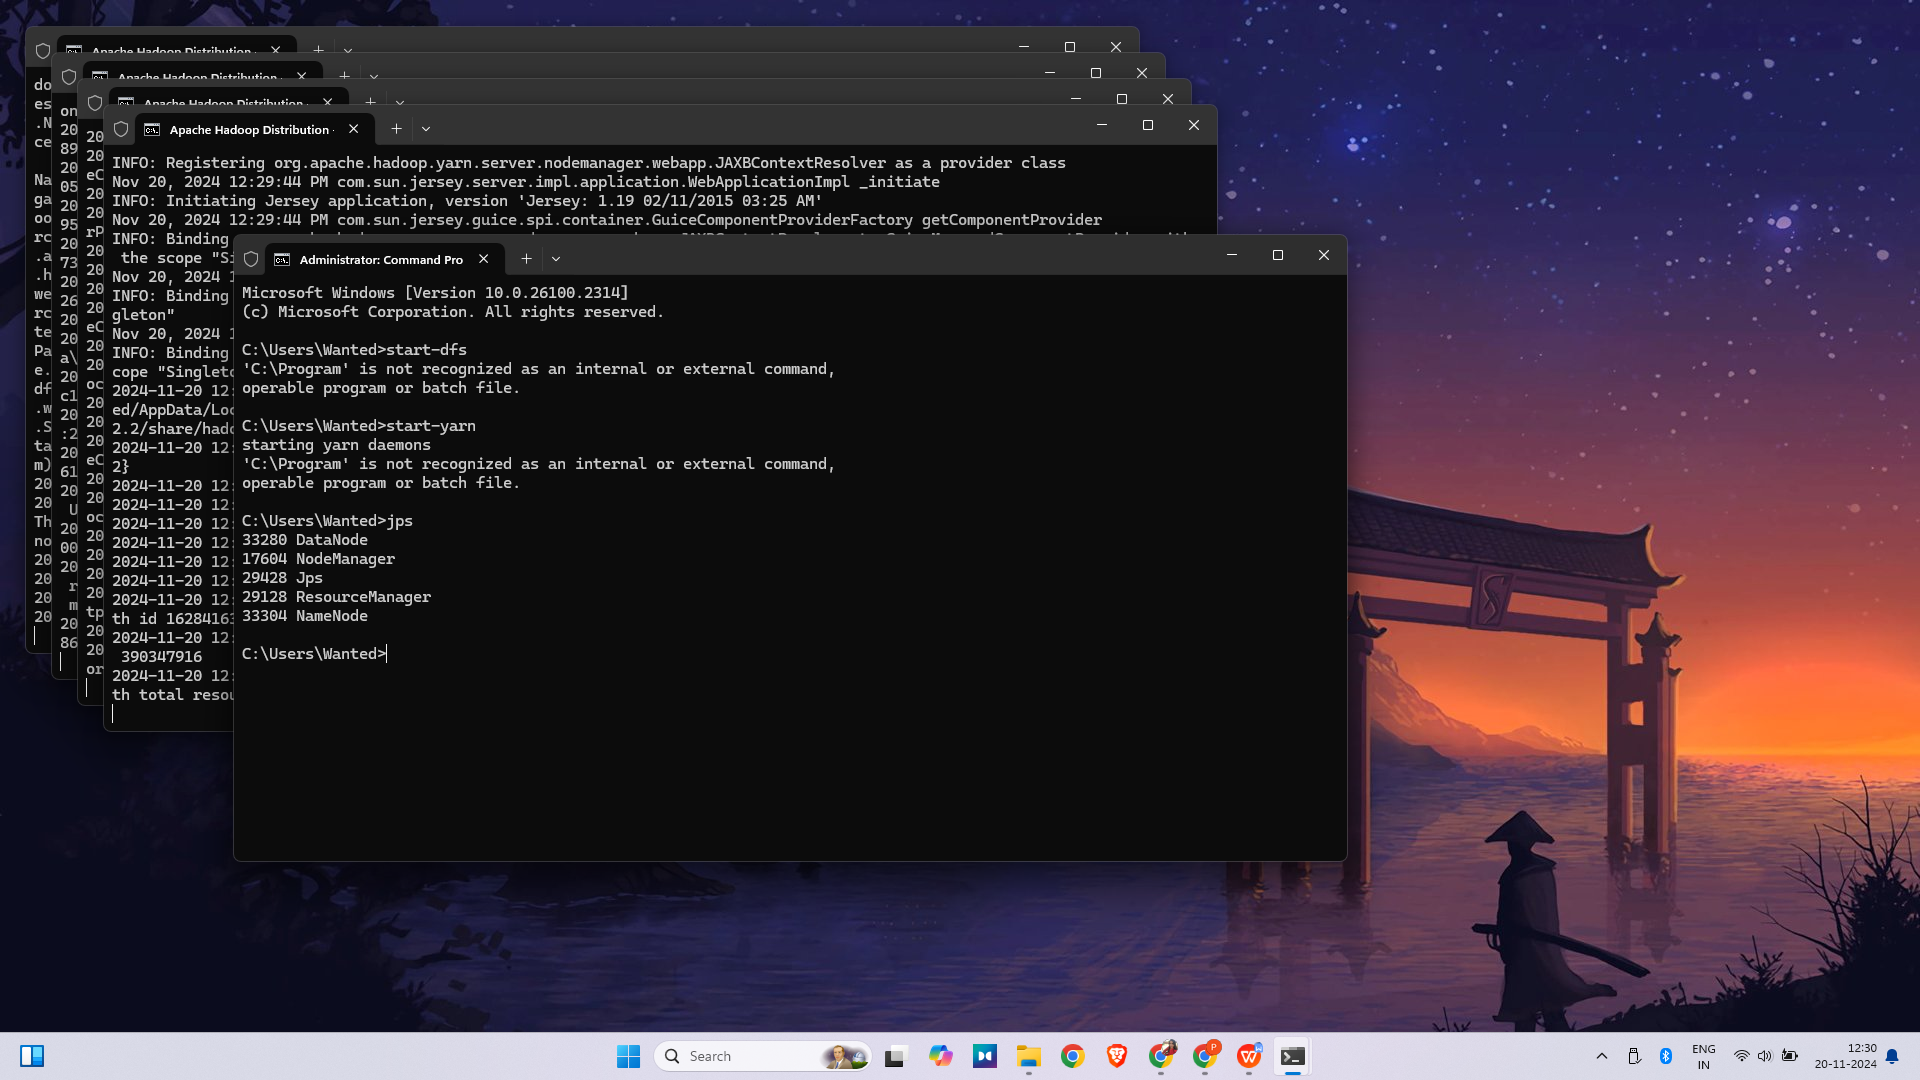 Apache Hadoop Distribution
Apache Hadoop Distribution
Apache Hadoop Distribution
Apache Hadoop Distribution
INFO: Registering org.apache.hadoop.yarn.server.nodemanager.webapp.JAXBContextResolver as a provider class
Nov 20, 2024 12:29:44 PM com.sun.jersey.server.impl.application.WebApplicationImpl _initiate
INFO: Initiating Jersey application, version 'Jersey: 1.19 02/11/2015 03:25 AM'
Nov 20, 2024 12:29:44 PM com.sun.jersey.guice.spi.container.GuiceComponentProviderFactory getComponentProvider
INFO: Binding
the scope "Si
Nov 20, 2024 1
INFO: Binding
gleton"
Nov 20, 2024 1
INFO: Binding
cope "Singleto
2024-11-20 12:
ed/AppData/Loc
2.2/share/hado
2024-11-20 12:
2}
2024-11-20 12:
2024-11-20 12:
2024-11-20 12:
2024-11-20 12:
2024-11-20 12:
2024-11-20 12:
2024-11-20 12:
th id 16284163
2024-11-20 12:
390347916
2024-11-20 12:
th total resou
Administrator: Command Pro
Microsoft Windows [Version 10.0.26100.2314]
(c) Microsoft Corporation. All rights reserved.
C:\Users\Wanted>start-dfs
'C:\Program' is not recognized as an internal or external command,
operable program or batch file.
C:\Users\Wanted>start-yarn
starting yarn daemons
'C:\Program' is not recognized as an internal or external command,
operable program or batch file.
C:\Users\Wanted>jps
33280 DataNode
17604 NodeManager
29428 Jps
29128 ResourceManager
33304 NameNode
C:\Users\Wanted>
Search
ENG
IN
12:30
20-11-2024